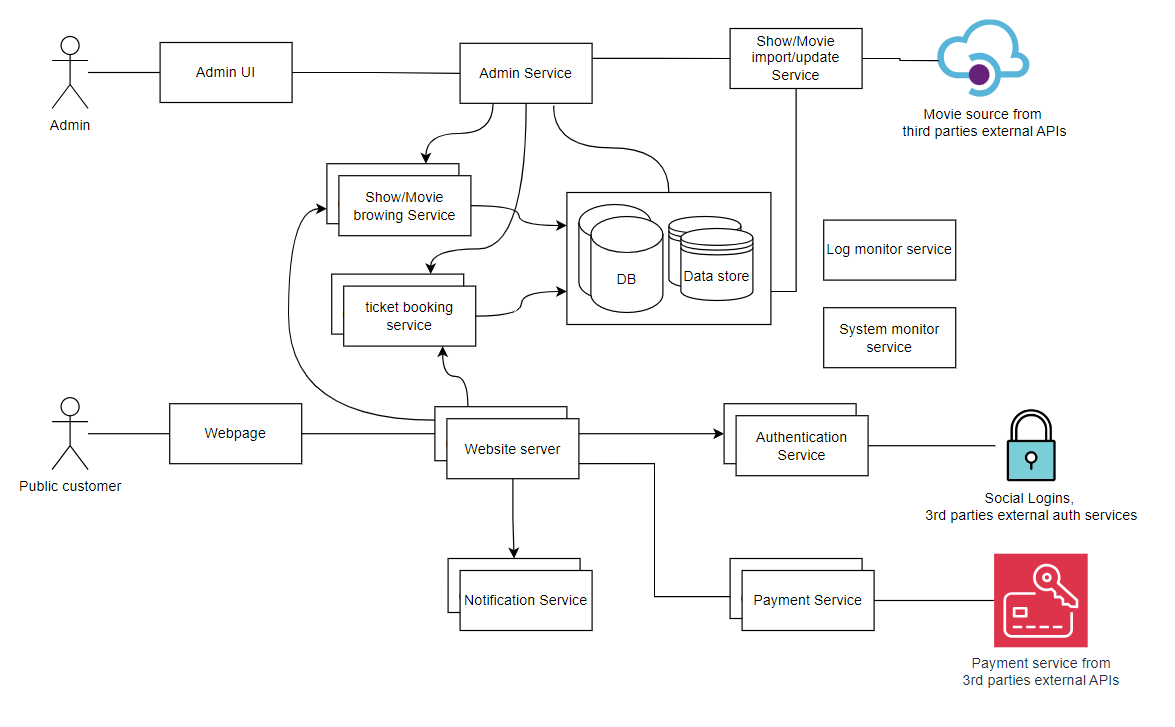 Admin
Admin UI
Admin Service
Show/Movie
import/update
Service
Movie source from
third parties external APIs
Show/Movie
browing Service
DB
Data store
Log monitor service
ticket booking
service
System monitor
service
Public customer
Webpage
Website server
Authentication
Service
Social Logins,
3rd parties external auth services
Notification Service
Payment Service
Payment service from
3rd parties external APIs